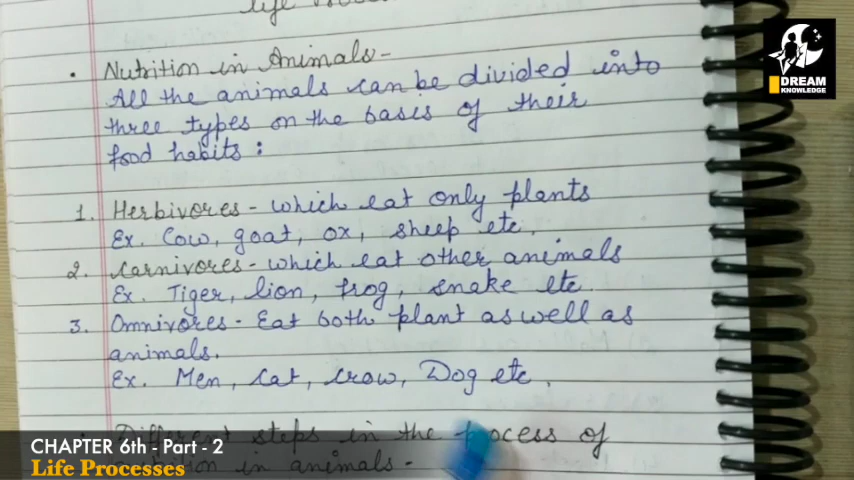 life
DREAM
KNOWLEDGE
• Nutrition in Animals -
All the animals can be divided into
three types on the basis of their
food habits :
1. Herbivores - which eat only plants
Ex. Cow, goat, ox, sheep etc.
2. Carnivores - which eat other animals
Ex. Tiger, lion, frog, snake etc.
3. Omnivores - Eat both plant as well as
animals.
Ex. Men, cat, crow, Dog etc.
Different steps in the process of
in animals -
CHAPTER 6th - Part - 2
Life Processes